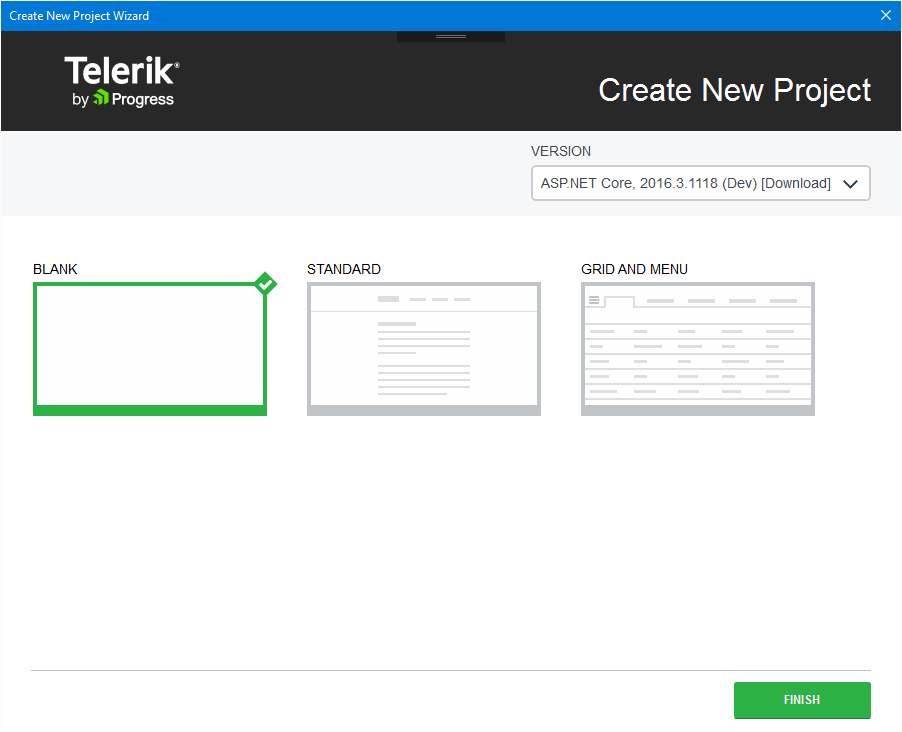 Create New Project Wizard
Telerik®
by Progress
Create New Project
VERSION
ASP.NET Core, 2016.3.1118 (Dev) [Download]
BLANK
STANDARD
GRID AND MENU
FINISH